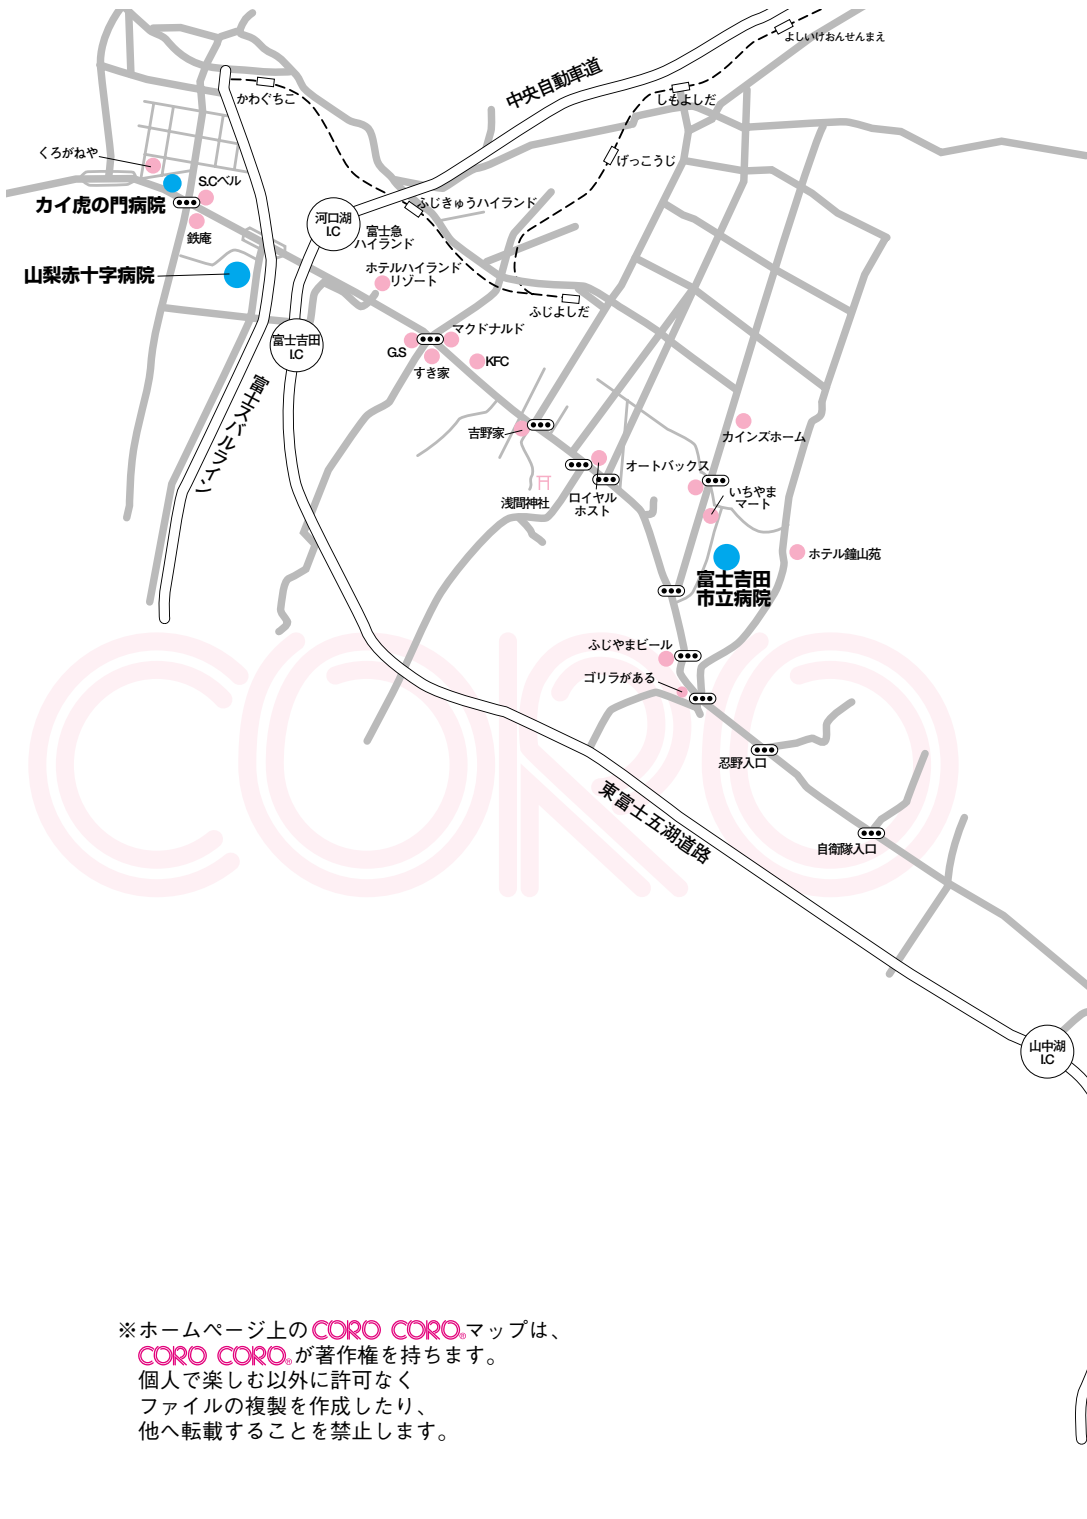 よしいけおんせんまえ
中央自動車道
かわぐちこ
しもよしだ
くろがねや
げっこうじ
S.Cベル
カイ虎の門病院
ふじきゅうハイランド
河口湖
I.C
富士急
ハイランド
鉄庵
山梨赤十字病院
ホテルハイランド
リゾート
ふじよしだ
マクドナルド
富士吉田
I.C
G.S
KFC
すき家
富士スバルライン
吉野家
カインズホーム
オートバックス
いちやま
マート
浅間神社
ロイヤル
ホスト
ホテル鐘山苑
富士吉田
市立病院
ふじやまビール
ゴリラがある
CORO
忍野入口
東富士五湖道路
自衛隊入口
山中湖
I.C
※ホームページ上のCORO CORO®マップは、
CORO CORO®が著作権を持ちます。
個人で楽しむ以外に許可なく
ファイルの複製を作成したり、
他へ転載することを禁止します。